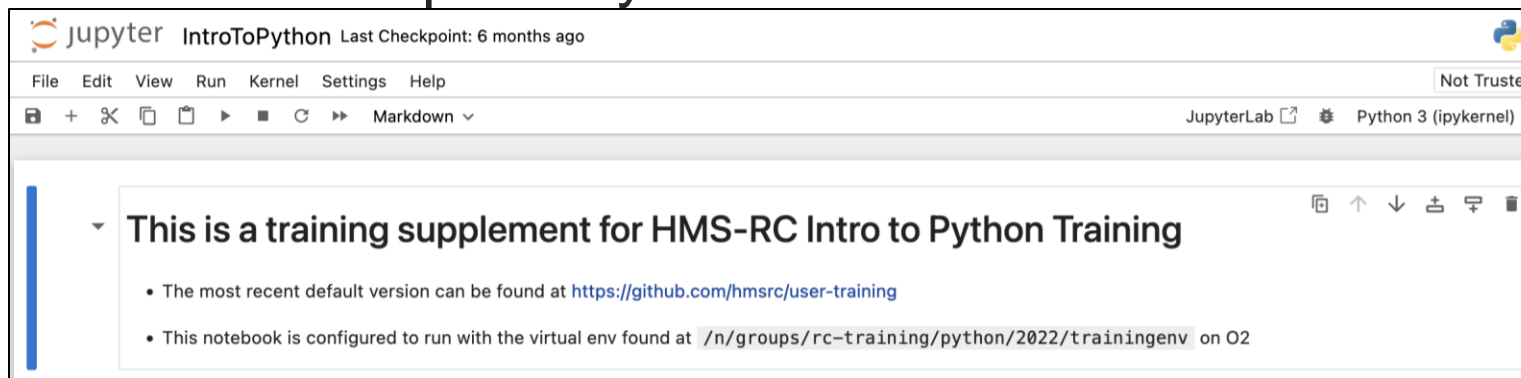 jupyter IntroToPython Last Checkpoint: 6 months ago
File Edit View Run Kernel Settings Help
Not Truste
Markdown JupyterLab Python 3 (ipykernel)
This is a training supplement for HMS-RC Intro to Python Training
• The most recent default version can be found at https://github.com/hmsrc/user-training
• This notebook is configured to run with the virtual env found at /n/groups/rc-training/python/2022/trainingenv on O2